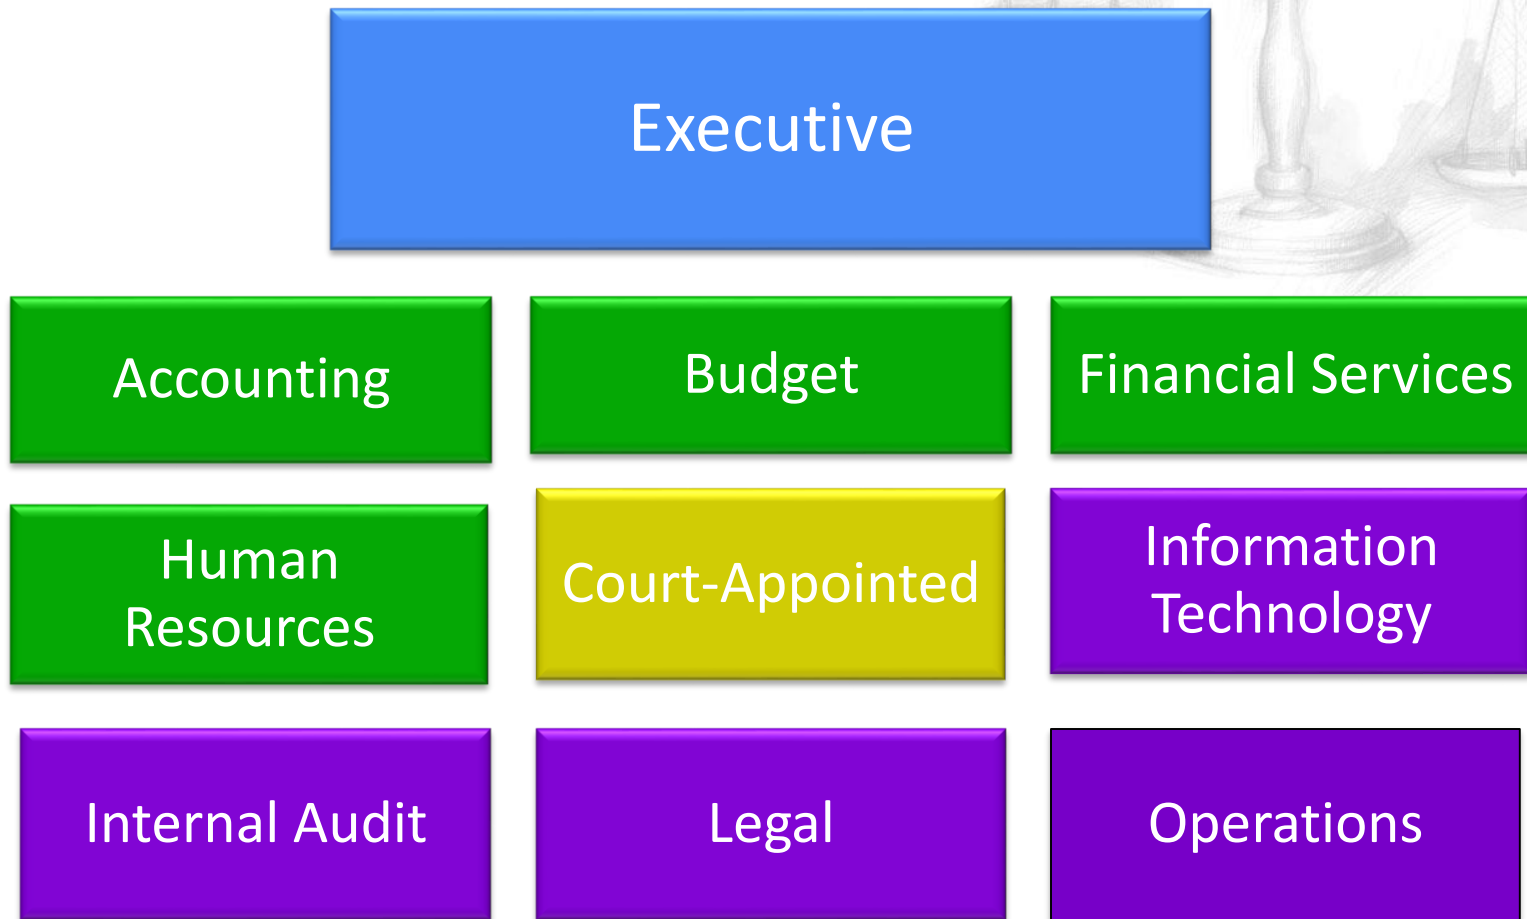 Executive
Accounting
Budget
Financial Services
Human
Resources
Court-Appointed
Information
Technology
Internal Audit
Legal
Operations